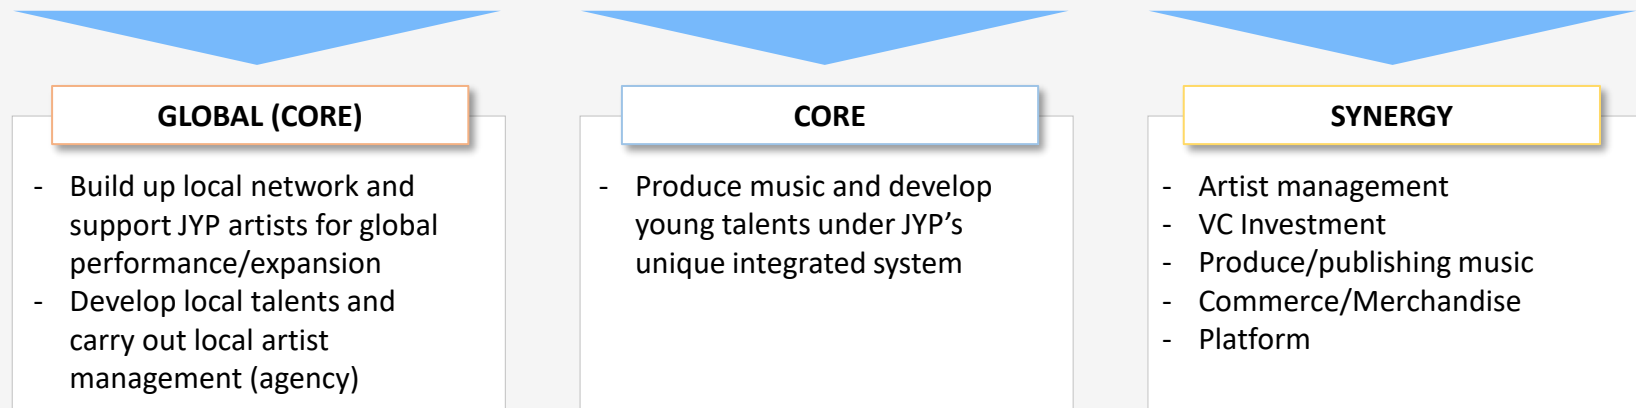 GLOBAL (CORE)
- Build up local network and
support JYP artists for global
performance/expansion
- Develop local talents and
carry out local artist
management (agency)
CORE
- Produce music and develop
young talents under JYP’s
unique integrated system
SYNERGY
- Artist management
- VC Investment
- Produce/publishing music
- Commerce/Merchandise
- Platform